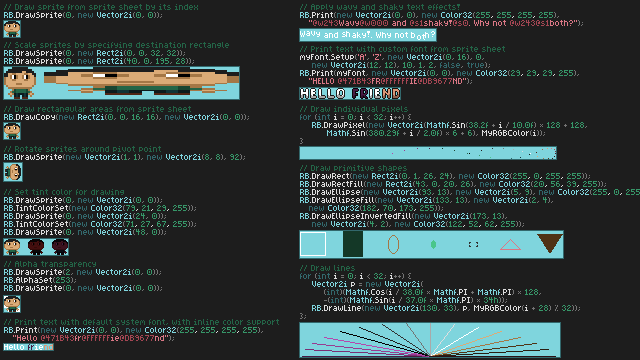 // Draw sprite from sprite sheet by its index
RB.DrawSprite(0, new Vector2i(0, 0));
// Scale sprites by specifying destination rectangle
RB.DrawSprite(0, new Rect2i(0, 0, 32, 32));
RB.DrawSprite(0, new Rect2i(40, 0, 195, 28));
// Draw rectangular areas from sprite sheet
RB.DrawCopy(new Rect2i(0, 0, 16, 16), new Vector2i(0, 0));
// Rotate sprites around pivot point
RB.DrawSprite(0, new Vector2i(1, 1), new Vector2i(8, 8), 92);
// Set tint color for drawing
RB.DrawSprite(0, new Vector2i(0, 0));
RB.TintColorSet(new Color32(79, 21, 29, 255));
RB.DrawSprite(0, new Vector2i(24, 0));
RB.TintColorSet(new Color32(71, 27, 67, 255));
RB.DrawSprite(0, new Vector2i(48, 0));
// Alpha transparency
RB.DrawSprite(2, new Vector2i(0, 0));
RB.AlphaSet(253);
RB.DrawSprite(0, new Vector2i(0, 0));
// Print text with default system font, with inline color support
RB.Print(new Vector2i(0, 0), new Color32(255, 255, 255, 255),
"Hello @471B43fr@FFFFFFie@DB9677nd");
Hello friend
// Apply wavy and shaky text effects!
RB.Print(new Vector2i(0, 0), new Color32(255, 255, 255, 255),
"@w243Wavy@w000 and @s1shaky!@s0. Why not @w243@s1both?");
Wavy and shaky!. Why not both?
// Print text with custom font from sprite sheet
myFont.Setup('A', 'Z', new Vector2i(0, 16), 0,
new Vector2i(12, 12), 10, 1, 2, false, true);
RB.Print(myFont, new Vector2i(0, 0), new Color32(29, 29, 29, 255),
"HELLO @471B43FR@FFFFFFIE@DB9677ND");
HELLO FRIEND
// Draw individual pixels
for (int i = 0; i < 32; i++) {
RB.DrawPixel(new Vector2i(Mathf.Sin(38.2f + i / 10.0f) * 128 + 128,
Mathf.Sin(380.29f + i / 2.0f) * 6 + 6), MyRGBColor(i));
}
// Draw primitive shapes
RB.DrawRect(new Rect2i(0, 1, 26, 24), new Color32(255, 0, 255, 255));
RB.DrawRectFill(new Rect2i(43, 0, 20, 26), new Color32(20, 56, 39, 255));
RB.DrawEllipse(new Vector2i(93, 13), new Vector2i(5, 9), new Color32(255, 0, 255,
RB.DrawEllipseFill(new Vector2i(133, 13), new Vector2i(2, 4),
new Color32(182, 70, 173, 255));
RB.DrawEllipseInvertedFill(new Vector2i(173, 13),
new Vector2i(4, 2), new Color32(122, 52, 62, 255));
// Draw lines
for (int i = 0; i < 32; i++) {
Vector2i p = new Vector2i(
(int)(Mathf.Cos(i / 38.0f * Mathf.PI + Mathf.PI) * 128,
-(int)(Mathf.Sin(i / 37.0f * Mathf.PI) * 34));
RB.DrawLine(new Vector2i(130, 33), p, MyRGBColor(i + 28) % 32));
};